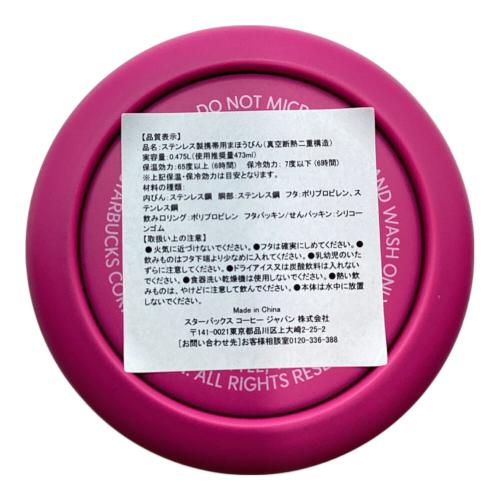 DO NOT MICR
AND WASH ONL
STARBUCKS COR
. ALL RIGHTS RESE
【品質表示】
品名：ステンレス製携帯用まほうびん（真空断熱二重構造）
実容量：0.475L（使用推奨量473ml）
保温効力：65度以上（6時間） 保冷効力： 7度以下（6時間）
※上記保温・保冷効力は目安となります。
材料の種類：
内びん：ステンレス鋼 胴部：ステンレス鋼 フタ：ポリプロピレン、ス
テンレス鋼
飲み口リング：ポリプロピレン フタパッキン/せんパッキン：シリコー
ンゴム
【取扱い上の注意】
●火気に近づけないでください。●フタは確実にしめてください。●
飲みものはフタ下端より少なめに入れてください。●乳幼児のいた
ずらに注意してください。●ドライアイス又は炭酸飲料は入れない
でください。●食器洗い乾燥機は使用しないでください。●熱い飲
みものは、やけどに注意して飲んでください。●本体は水中に放置
しないでください。
Made in China
スターバックス コーヒー ジャパン 株式会社
〒141-0021東京都品川区上大崎2-25-2
[お問い合わせ先]お客様相談室0120-336-388